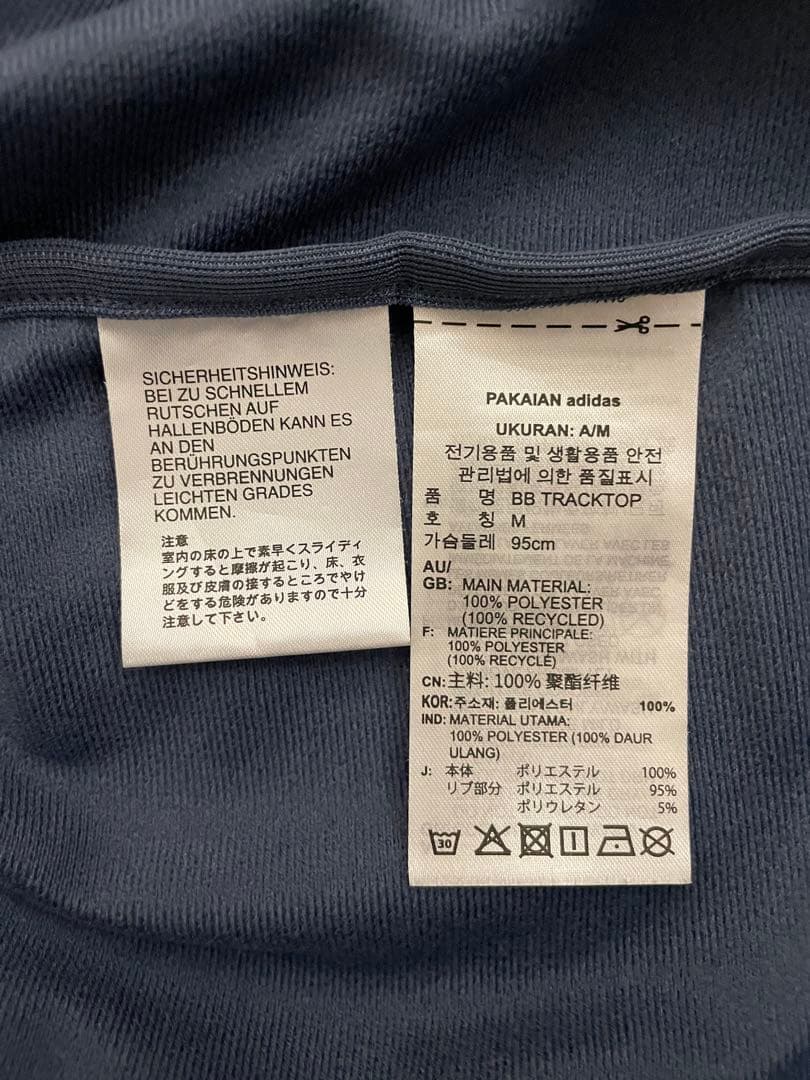 SICHERHEITSHINWEIS:
BEI ZU SCHNELLEM
RUTSCHEN AUF
HALLENBÖDEN KANN ES
AN DEN
BERÜHRUNGSPUNKTEN
ZU VERBRENNUNGEN
LEICHTEN GRADES
KOMMEN.
注意
室内の床の上で素早くスライディ
ングすると摩擦が起こり、床、衣
服及び皮膚の接するところでやけ
どをする危険がありますので十分
注意して下さい。
PAKAIAN adidas
UKURAN: A/M
전기용품 및 생활용품 안전
관리법에 의한 품질표시
품 명 BB TRACKTOP
호 칭 M
가슴둘레 95cm
AU/
GB: MAIN MATERIAL:
100% POLYESTER
(100% RECYCLED)
F: MATIERE PRINCIPALE:
100% POLYESTER
(100% RECYCLÉ)
CN: 主料: 100% 聚酯纤维
KOR: 주소재: 폴리에스터 100%
IND: MATERIAL UTAMA:
100% POLYESTER (100% DAUR
ULANG)
J: 本体 ポリエステル 100%
リブ部分 ポリエステル 95%
ポリウレタン 5%
30